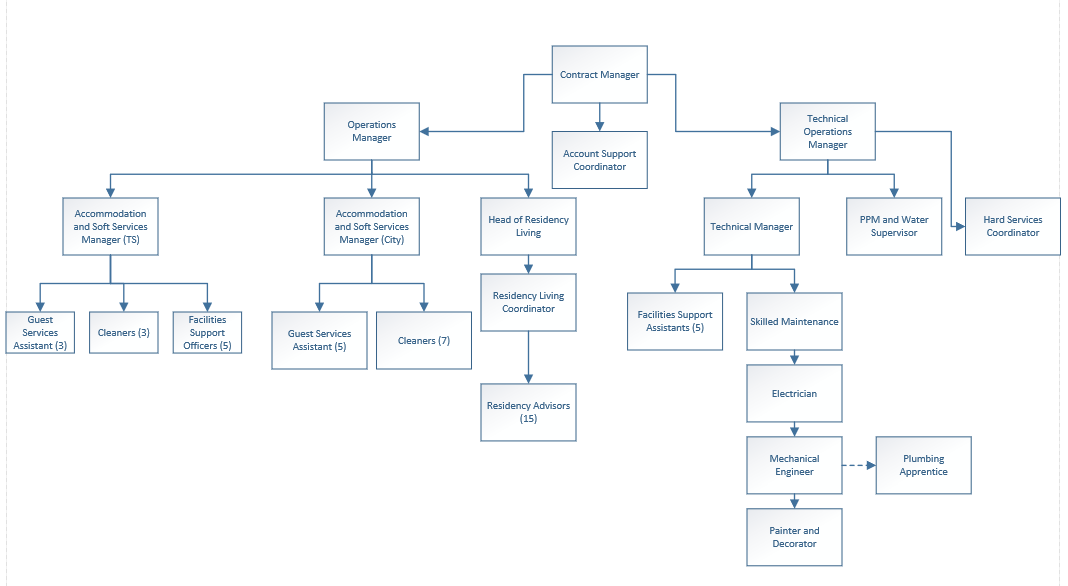 Contract Manager
Operations
Manager
Technical
Operations
Manager
Account Support
Coordinator
Accommodation
and Soft Services
Manager (TS)
Accommodation
and Soft Services
Manager (City)
Head of Residency
Living
Technical Manager
PPM and Water
Supervisor
Hard Services
Coordinator
Residency Living
Coordinator
Guest
Services
Assistant (3)
Cleaners (3)
Facilities
Support
Officers (5)
Guest Services
Assistant (5)
Cleaners (7)
Facilities Support
Assistants (5)
Skilled Maintenance
Residency Advisors
(15)
Electrician
Mechanical
Engineer
Plumbing
Apprentice
Painter and
Decorator